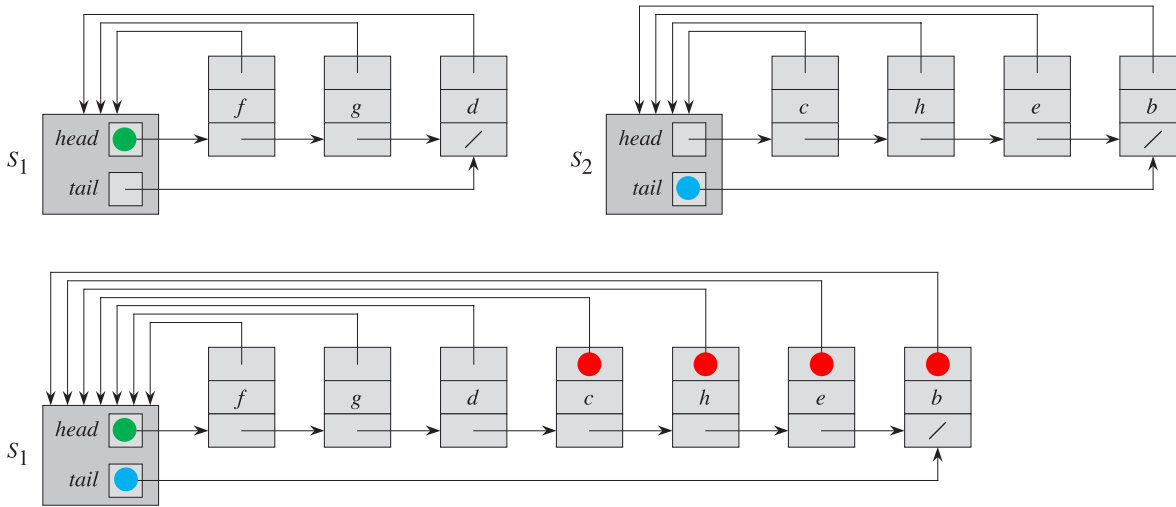 f g d
head
S1
tail
c h e b
head
S2
tail
f g d c h e b
head
S1
tail